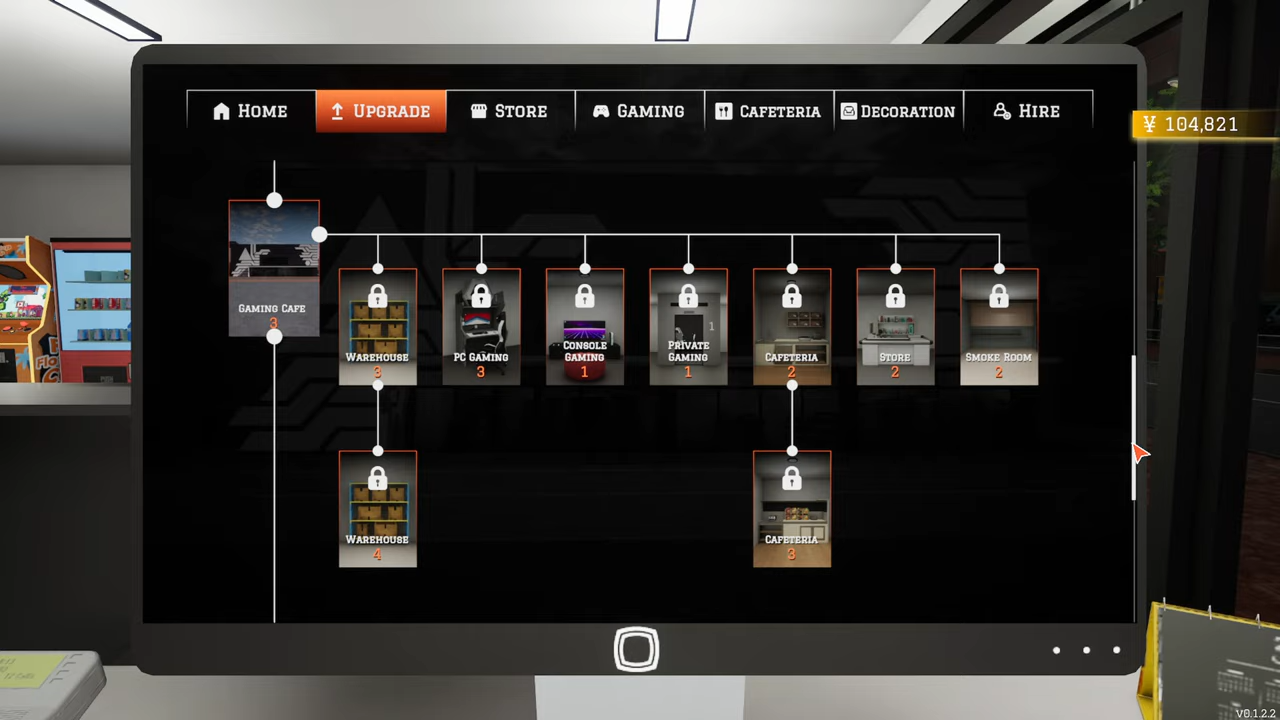 HOME
UPGRADE
STORE
GAMING
CAFETERIA
DECORATION
HIRE
¥ 104,821
GAMING CAFE
3
WAREHOUSE
3
PC GAMING
3
CONSOLE
GAMING
1
PRIVATE
GAMING
1
CAFETERIA
2
STORE
2
SMOKE ROOM
2
1
WAREHOUSE
4
CAFETERIA
3
V0.1.2.2